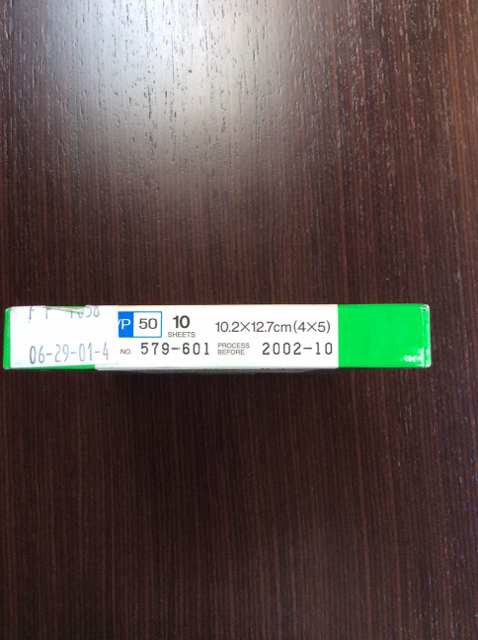 P 50 10 SHEETS 10.2×12.7cm(4×5)
06-29-01-4 NO. 579-601 PROCESS BEFORE 2002-10